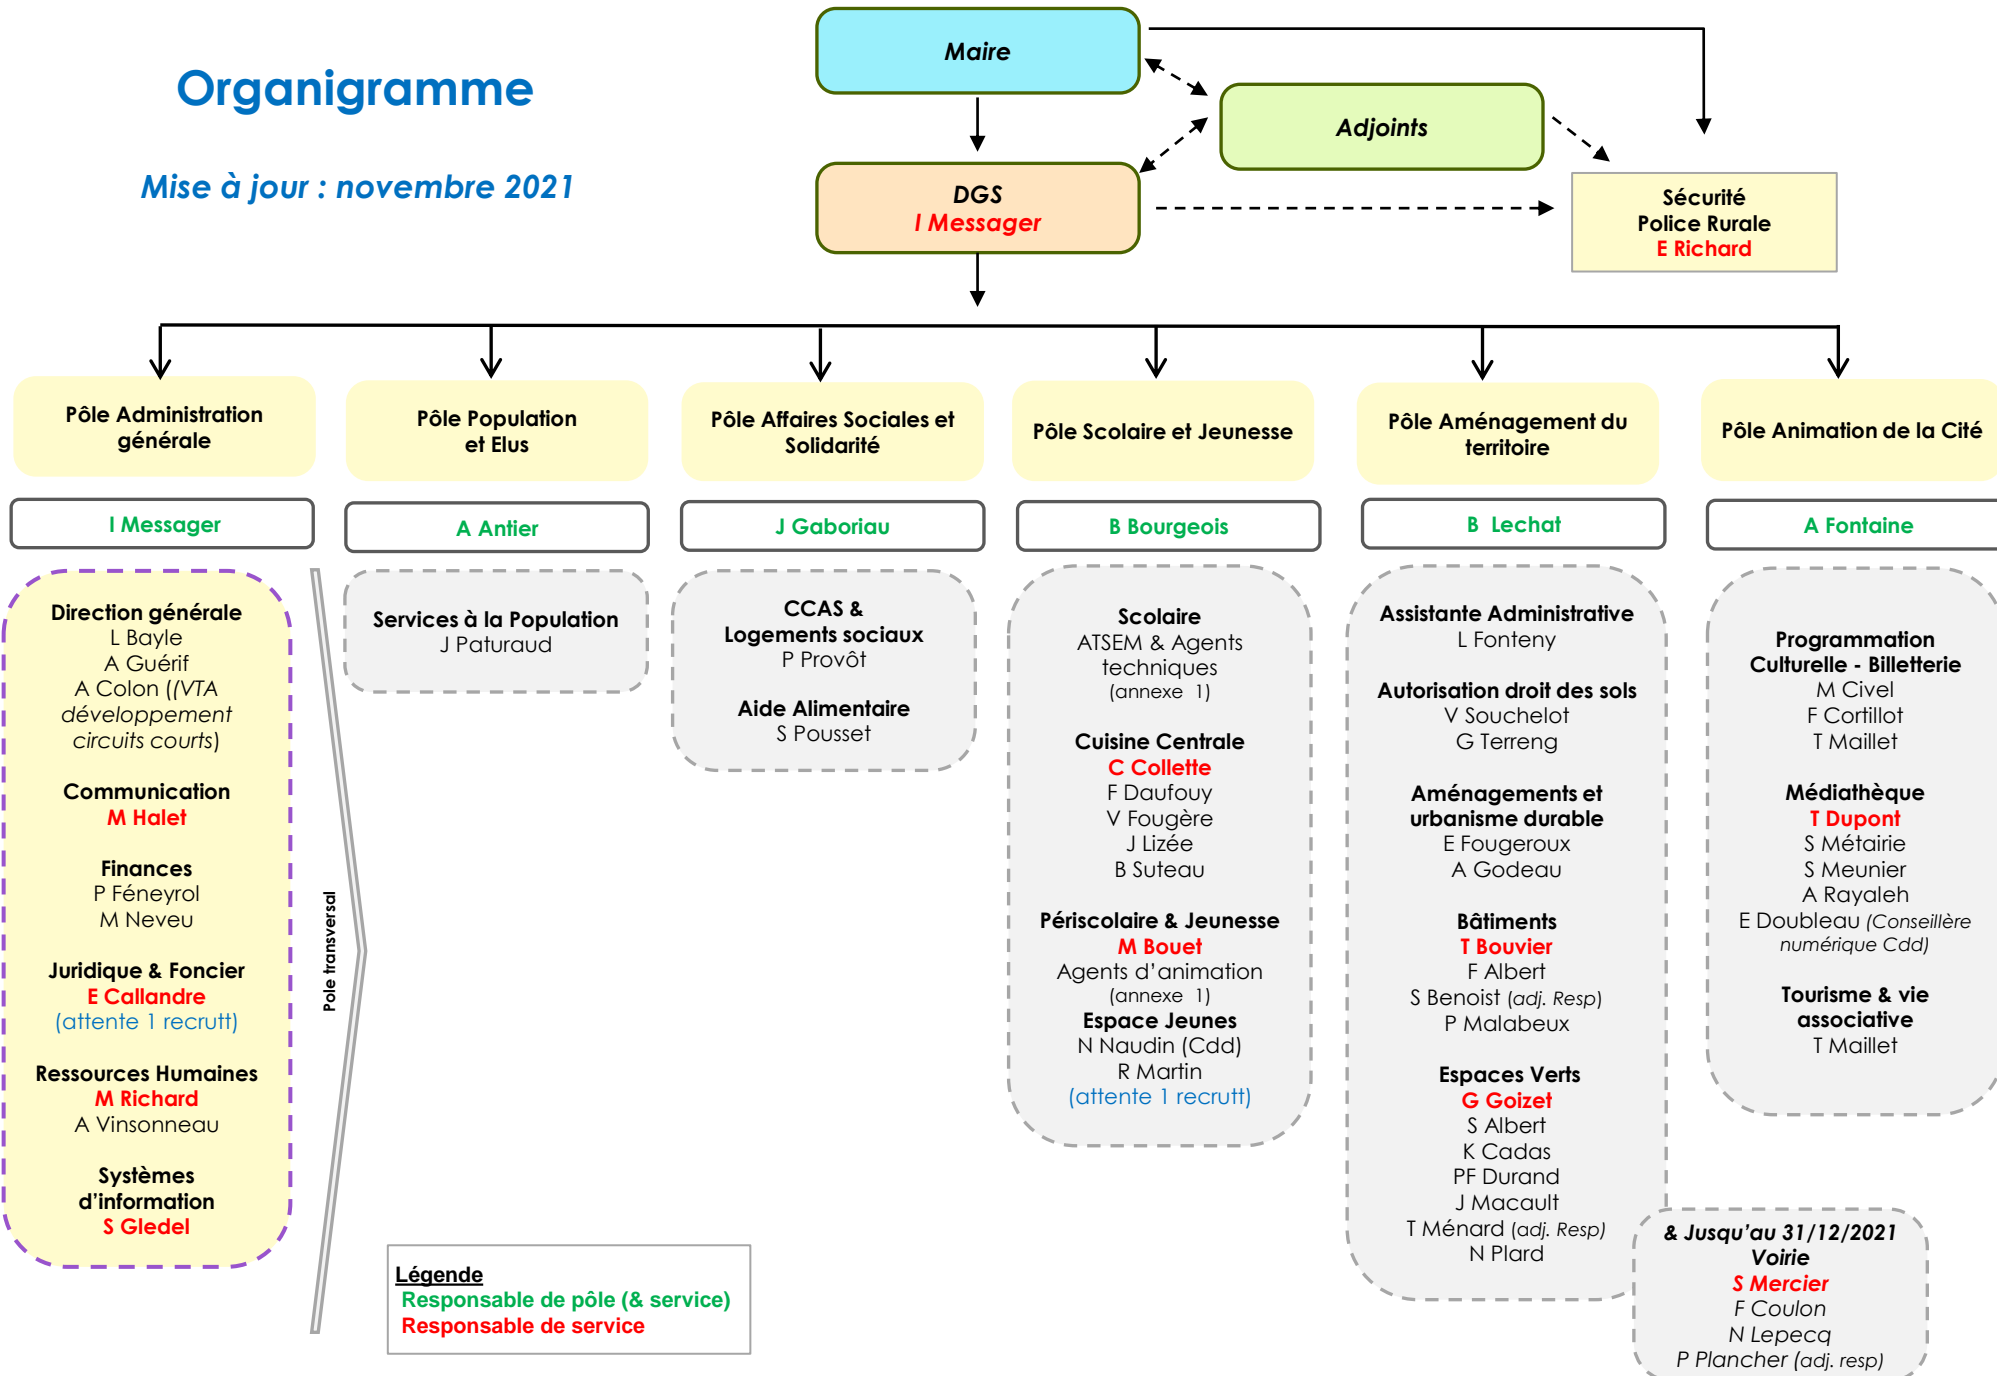 Organigramme
Mise à jour : novembre 2021
Maire
Adjoints
DGS
I Messager
Sécurité
Police Rurale
E Richard
Pôle Administration
générale
I Messager
Direction générale
L Bayle
A Guérif
A Colon ((VTA
développement
circuits courts)
Communication
M Halet
Finances
P Féneyrol
M Neveu
Juridique & Foncier
E Callandre
(attente 1 recrutt)
Ressources Humaines
M Richard
A Vinsonneau
Systèmes
d'information
S Gledel
Pole transversal
Pôle Population
et Elus
A Antier
Services à la Population
J Paturaud
Pôle Affaires Sociales et
Solidarité
J Gaboriau
CCAS &
Logements sociaux
P Provôt
Aide Alimentaire
S Pousset
Pôle Scolaire et Jeunesse
B Bourgeois
Scolaire
ATSEM & Agents
techniques
(annexe 1)
Cuisine Centrale
C Collette
F Daufouy
V Fougère
J Lizée
B Suteau
Périscolaire & Jeunesse
M Bouet
Agents d'animation
(annexe 1)
Espace Jeunes
N Naudin (Cdd)
R Martin
(attente 1 recrutt)
Pôle Aménagement du
territoire
B Lechat
Assistante Administrative
L Fonteny
Autorisation droit des sols
V Souchelot
G Terreng
Aménagements et
urbanisme durable
E Fougeroux
A Godeau
Bâtiments
T Bouvier
F Albert
S Benoist (adj. Resp)
P Malabeux
Espaces Verts
G Goizet
S Albert
K Cadas
PF Durand
J Macault
T Ménard (adj. Resp)
N Plard
Pôle Animation de la Cité
A Fontaine
Programmation
Culturelle - Billetterie
M Civel
F Cortillot
T Maillet
Médiathèque
T Dupont
S Métairie
S Meunier
A Rayaleh
E Doubleau (Conseillère
numérique Cdd)
Tourisme & vie
associative
T Maillet
& Jusqu'au 31/12/2021
Voirie
S Mercier
F Coulon
N Lepecq
P Plancher (adj. resp)
Légende
Responsable de pôle (& service)
Responsable de service